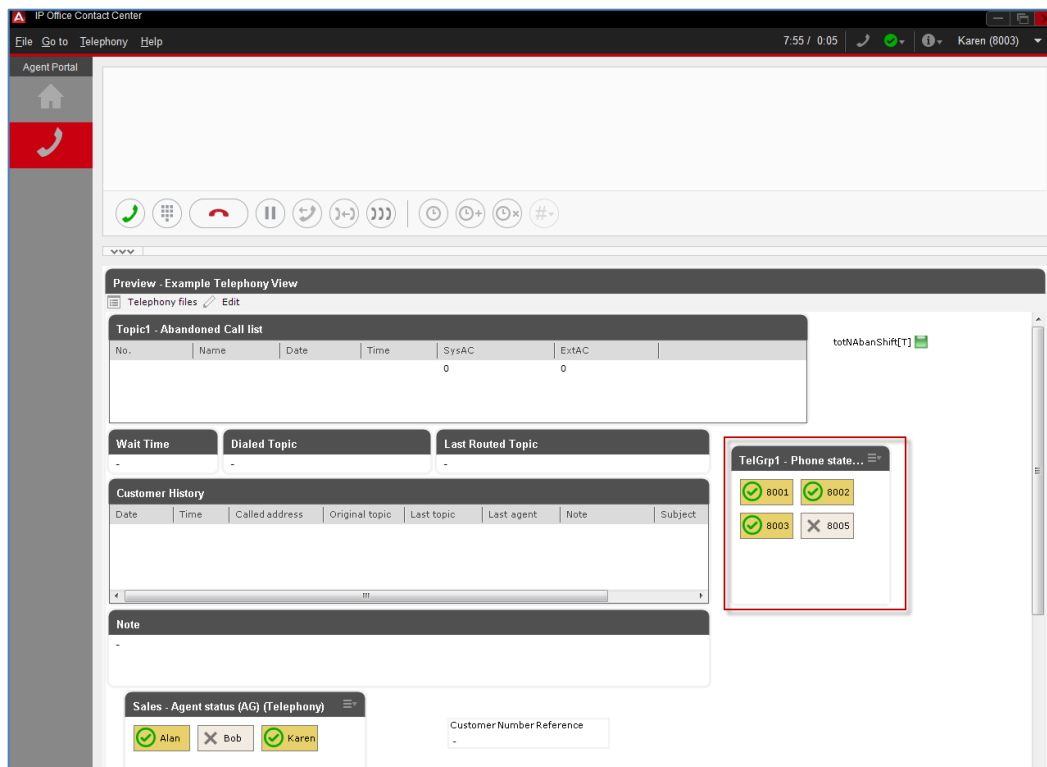 IP Office Contact Center
File Go to Telephony Help 7:55 / 0:05 Karen (8003)
Agent Portal
Preview - Example Telephony View
Telephony files Edit
Topic1 - Abandoned Call list
No. Name Date Time SysAC ExtAC
0 0
totNAbanShift[T]
Wait Time Dialed Topic Last Routed Topic
- - -
TelGrp1 - Phone state...
8001 8002
8003 8005
Customer History
Date Time Called address Original topic Last topic Last agent Note Subject
Note
-
Sales - Agent status (AG) (Telephony)
Alan Bob Karen
Customer Number Reference
-